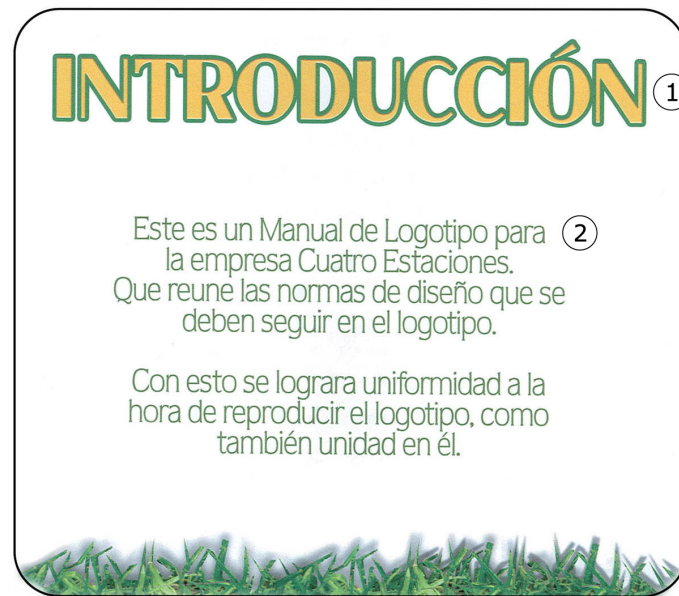 INTRODUCCIÓN 1
Este es un Manual de Logotipo para 2
la empresa Cuatro Estaciones.
Que reune las normas de diseño que se
deben seguir en el logotipo.
Con esto se lograra uniformidad a la
hora de reproducir el logotipo, como
también unidad en él.